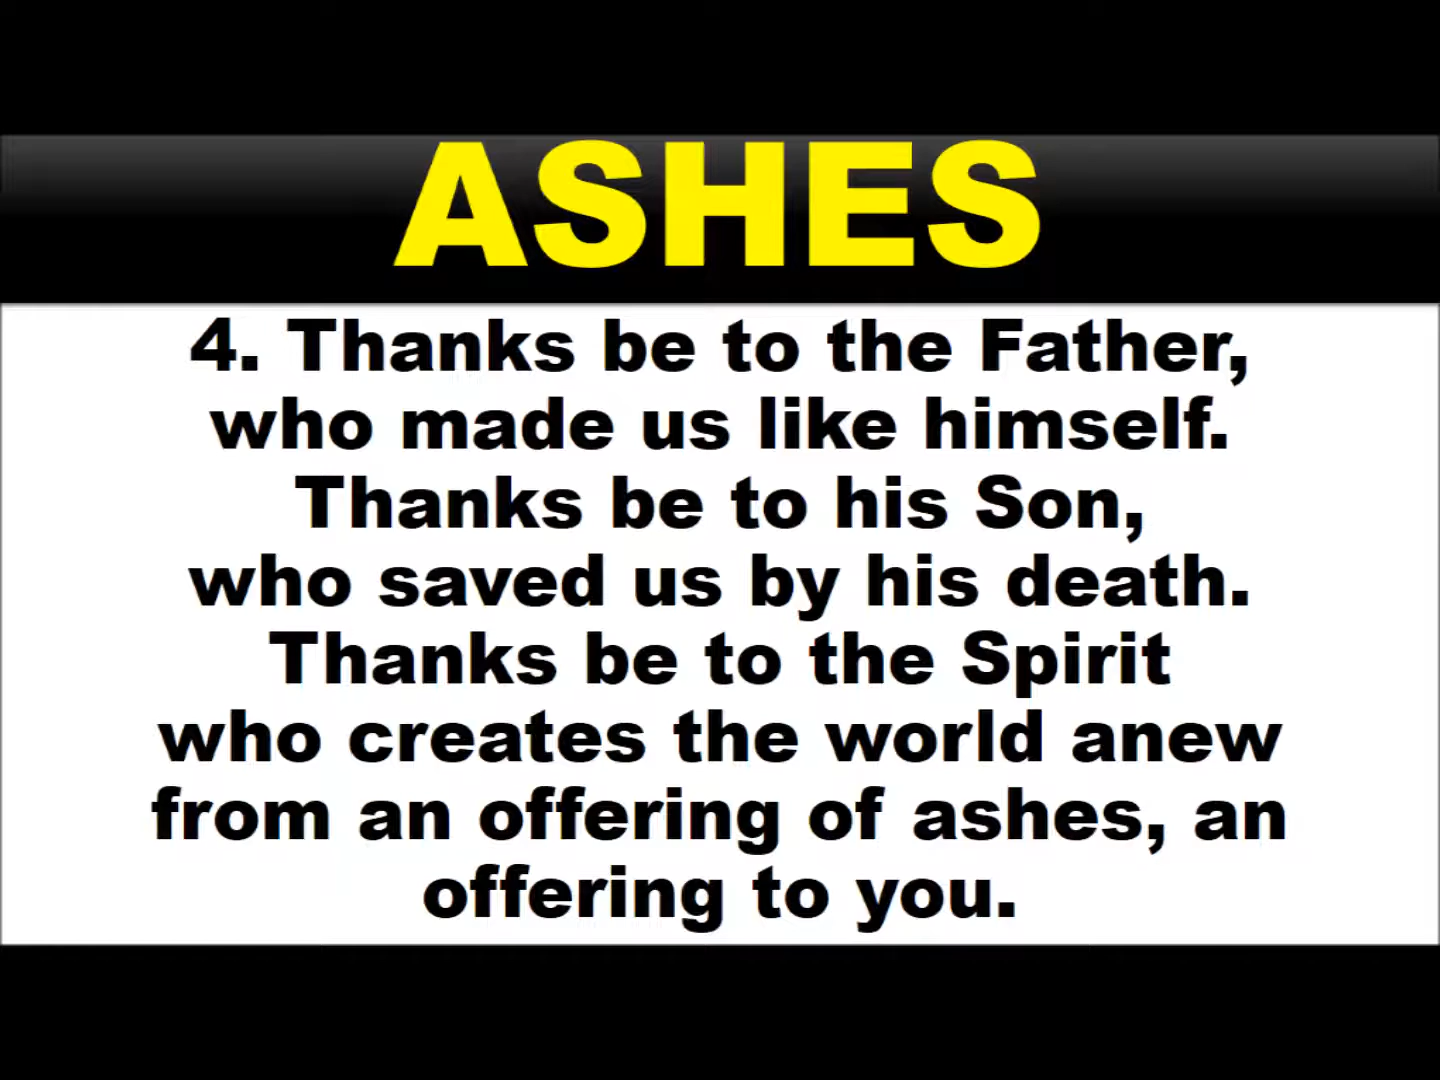 ASHES
4. Thanks be to the Father,
who made us like himself.
Thanks be to his Son,
who saved us by his death.
Thanks be to the Spirit
who creates the world anew
from an offering of ashes, an
offering to you.